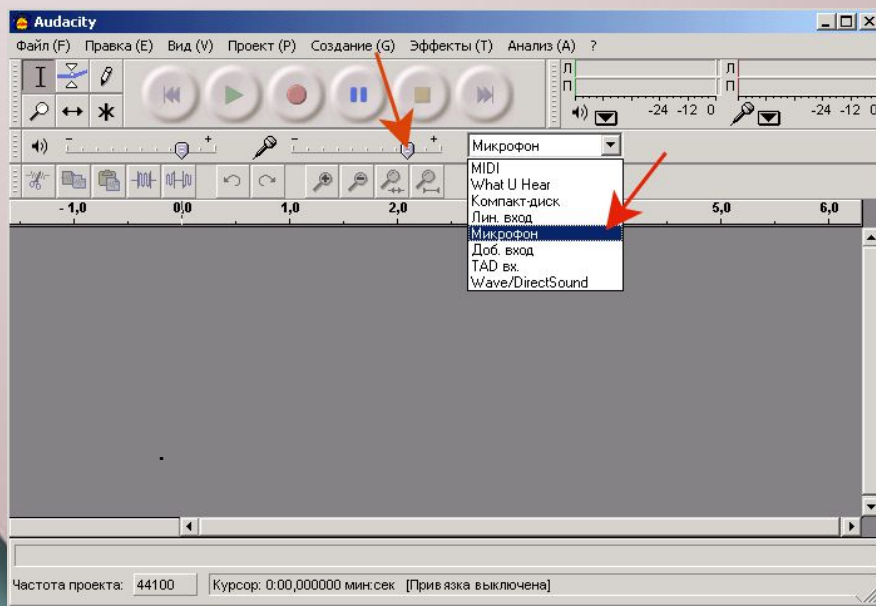 Audacity
Файл (F) Правка (E) Вид (V) Проект (P) Создание (G) Эффекты (T) Анализ (A) ?
Л
П
-24 -12 0
Л
П
-24 -12 0
- + - +
Микрофон
MIDI
What U Hear
Компакт-диск
Лин. вход
Микрофон
Доб. вход
TAD вх.
Wave/DirectSound
- 1,0 0,0 1,0 2,0 5,0 6,0
Частота проекта: 44100 Курсор: 0:00,000000 мин:сек [Привязка выключена]